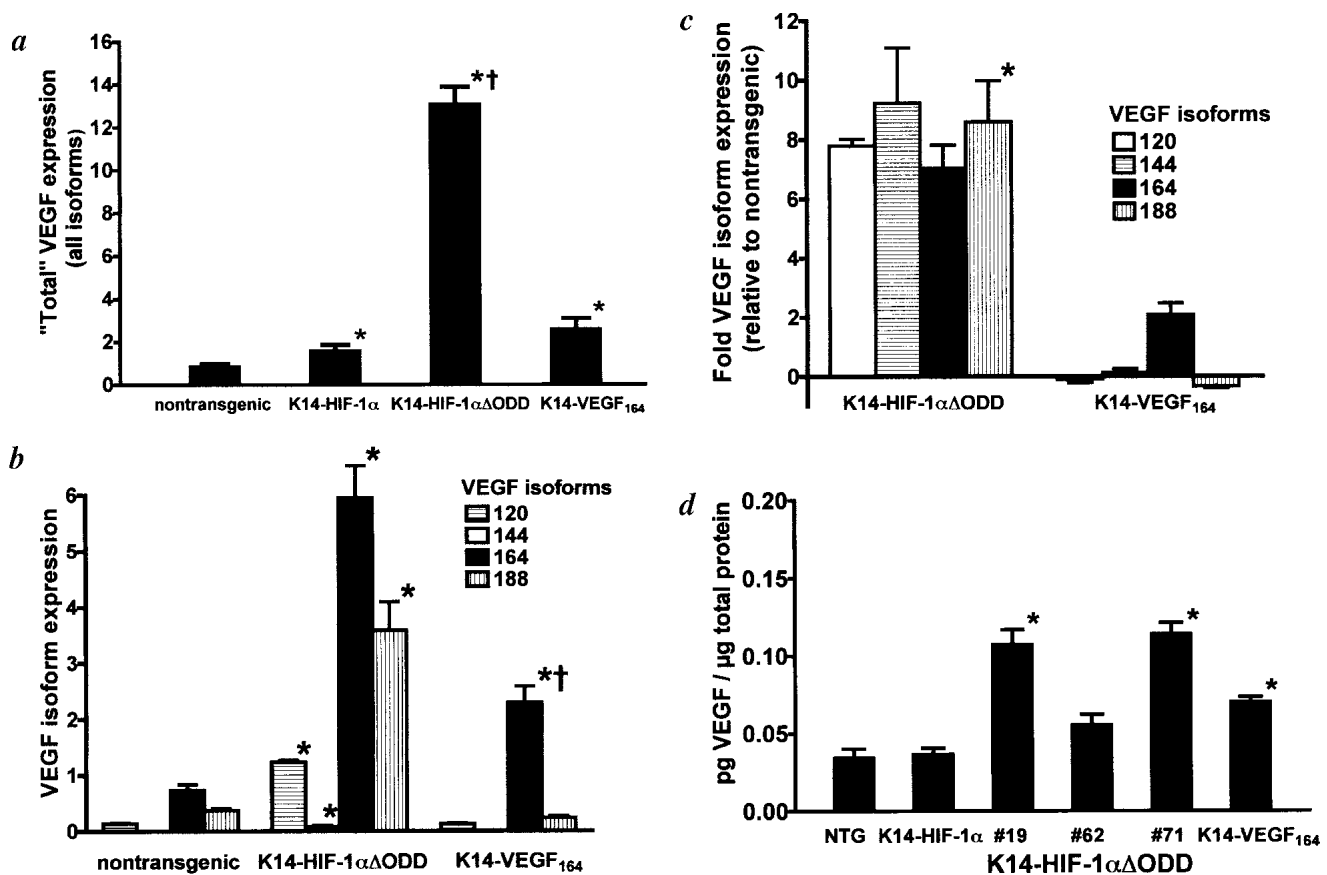 a
16
14
12
10
8
6
4
2
0
"Total" VEGF expression
(all isoforms)
*
*†
*
nontransgenic K14-HIF-1α K14-HIF-1αΔODD K14-VEGF164
b
6
5
4
3
2
1
0
VEGF isoform expression
VEGF isoforms
120
144
164
188
*
*
*
*
*†
nontransgenic K14-HIF-1αΔODD K14-VEGF164
c
12
10
8
6
4
2
0
Fold VEGF isoform expression
(relative to nontransgenic)
*
VEGF isoforms
120
144
164
188
K14-HIF-1αΔODD K14-VEGF164
d
0.20
0.15
0.10
0.05
0.00
pg VEGF / µg total protein
*
*
*
NTG K14-HIF-1α #19 #62 #71 K14-VEGF164
K14-HIF-1αΔODD